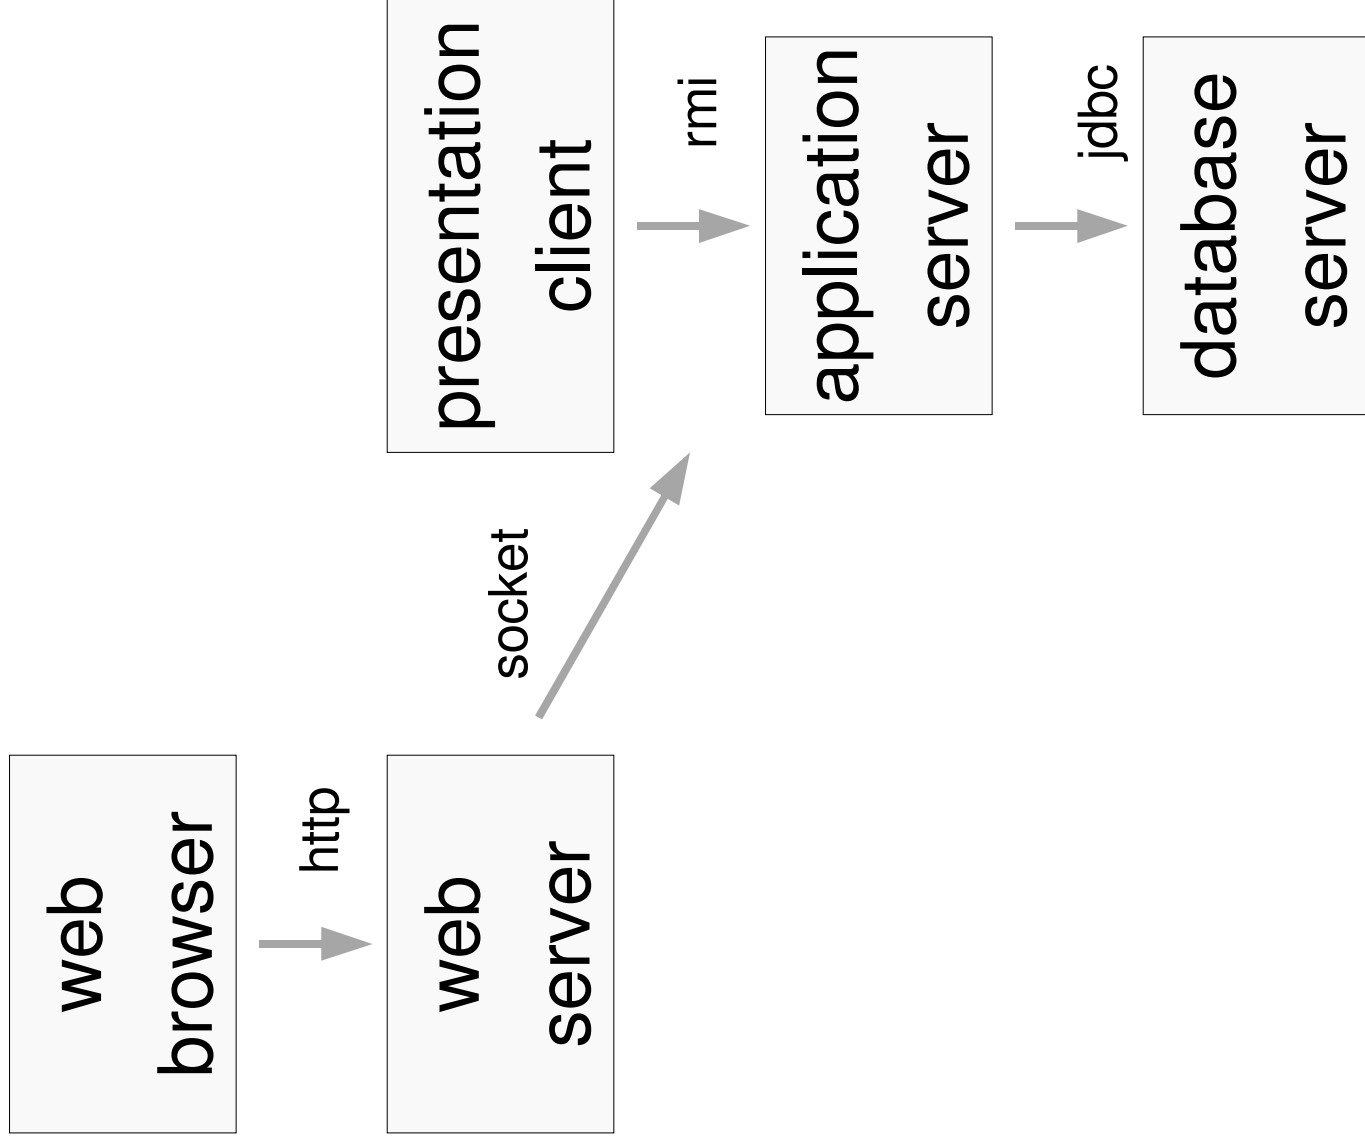 web
browser
http
web
server
socket
presentation
client
rmi
application
server
jdbc
database
server